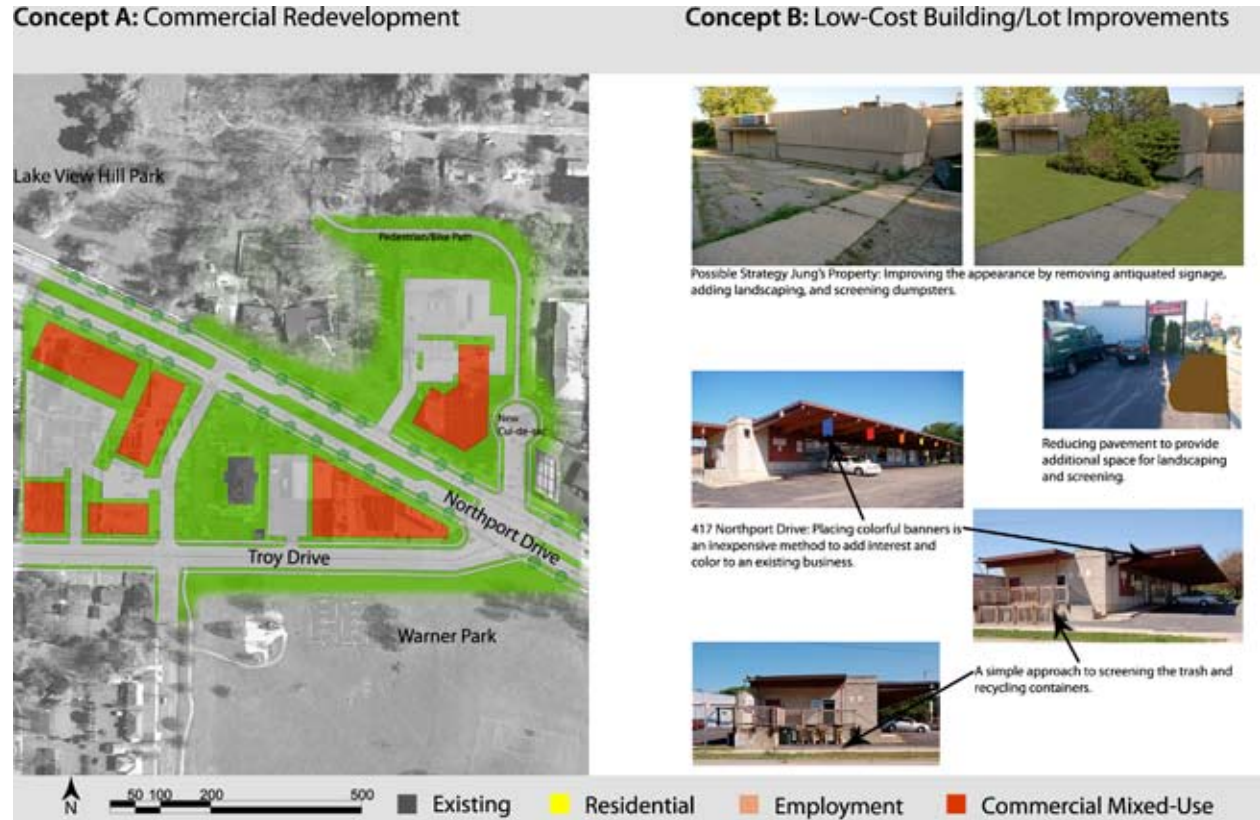 Concept A: Commercial Redevelopment
Concept B: Low-Cost Building/Lot Improvements
Lake View Hill Park
Pedestrian/Bike Path
New
Cul-de-sac
Northport Drive
Troy Drive
Warner Park
Possible Strategy Jung's Property: Improving the appearance by removing antiquated signage,
adding landscaping, and screening dumpsters.
Reducing pavement to provide
additional space for landscaping
and screening.
417 Northport Drive: Placing colorful banners is
an inexpensive method to add interest and
color to an existing business.
A simple approach to screening the trash and
recycling containers.
N
50 100 200 500
Existing
Residential
Employment
Commercial Mixed-Use